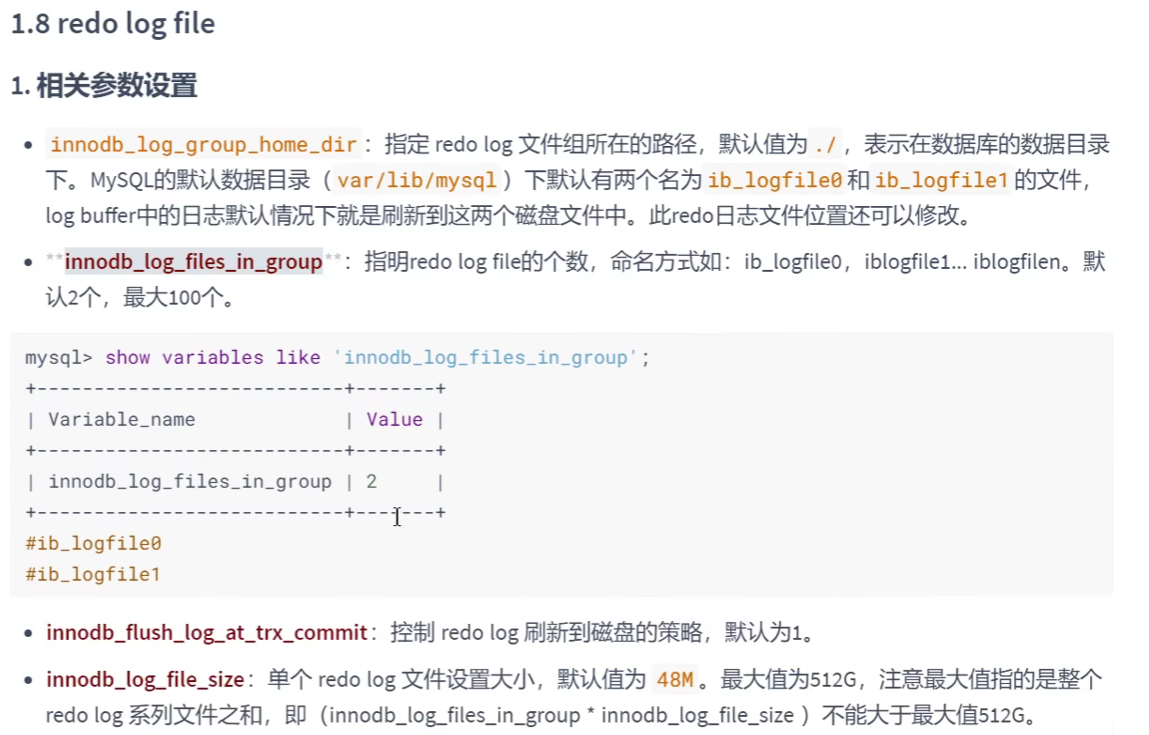 1.8 redo log file
1. 相关参数设置
• innodb_log_group_home_dir：指定 redo log 文件组所在的路径，默认值为 ./ ，表示在数据库的数据目录
下。MySQL的默认数据目录（ var/lib/mysql ）下默认有两个名为 ib_logfile0 和 ib_logfile1 的文件，
log buffer中的日志默认情况下就是刷新到这两个磁盘文件中。此redo日志文件位置还可以修改。
• **innodb_log_files_in_group**：指明redo log file的个数，命名方式如：ib_logfile0，iblogfile1... iblogfilen。默
认2个，最大100个。
mysql> show variables like 'innodb_log_files_in_group';
+---------------------------+-------+
| Variable_name             | Value |
+---------------------------+-------+
| innodb_log_files_in_group | 2     |
+---------------------------+-------+
#ib_logfile0
#ib_logfile1
• innodb_flush_log_at_trx_commit：控制 redo log 刷新到磁盘的策略，默认为1。
• innodb_log_file_size：单个 redo log 文件设置大小，默认值为 48M 。最大值为512G，注意最大值指的是整个
redo log 系列文件之和，即（innodb_log_files_in_group * innodb_log_file_size ）不能大于最大值512G。